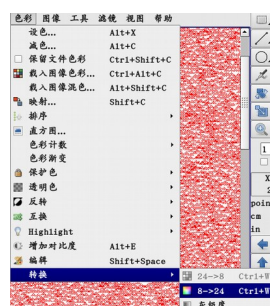 色彩 图像 工具 滤镜 视图 帮助
设色... Alt+X
减色... Alt+C
保留文件色彩 Ctrl+Shift+C
载入图像色彩... Ctrl+Alt+C
载入图像混色... Alt+Shift+C
映射... Shift+C
排序
直方图...
色彩计数
色彩渐变
保护色
透明色
反转
互换
Highlight
增加对比度 Alt+E
编辑 Shift+Space
转换
24—>8 Ctrl+W
8—>24 Ctrl+W
灰粗度
1
X
2
poin
cm
in